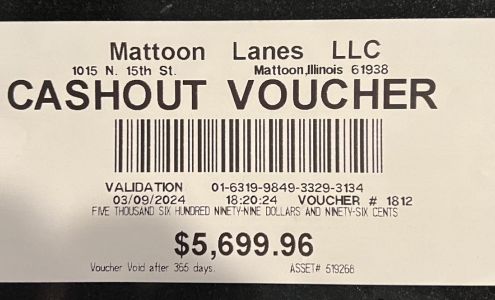 Mattoon Lanes LLC
1015 N. 15th St. Mattoon,Illinois 61938
CASHOUT VOUCHER
VALIDATION 01-6319-9849-3329-3134
03/09/2024 18:20:24 VOUCHER # 1812
FIVE THOUSAND SIX HUNDRED NINETY-NINE DOLLARS AND NINETY-SIX CENTS
$5,699.96
Voucher Void after 365 days. ASSET# 519266